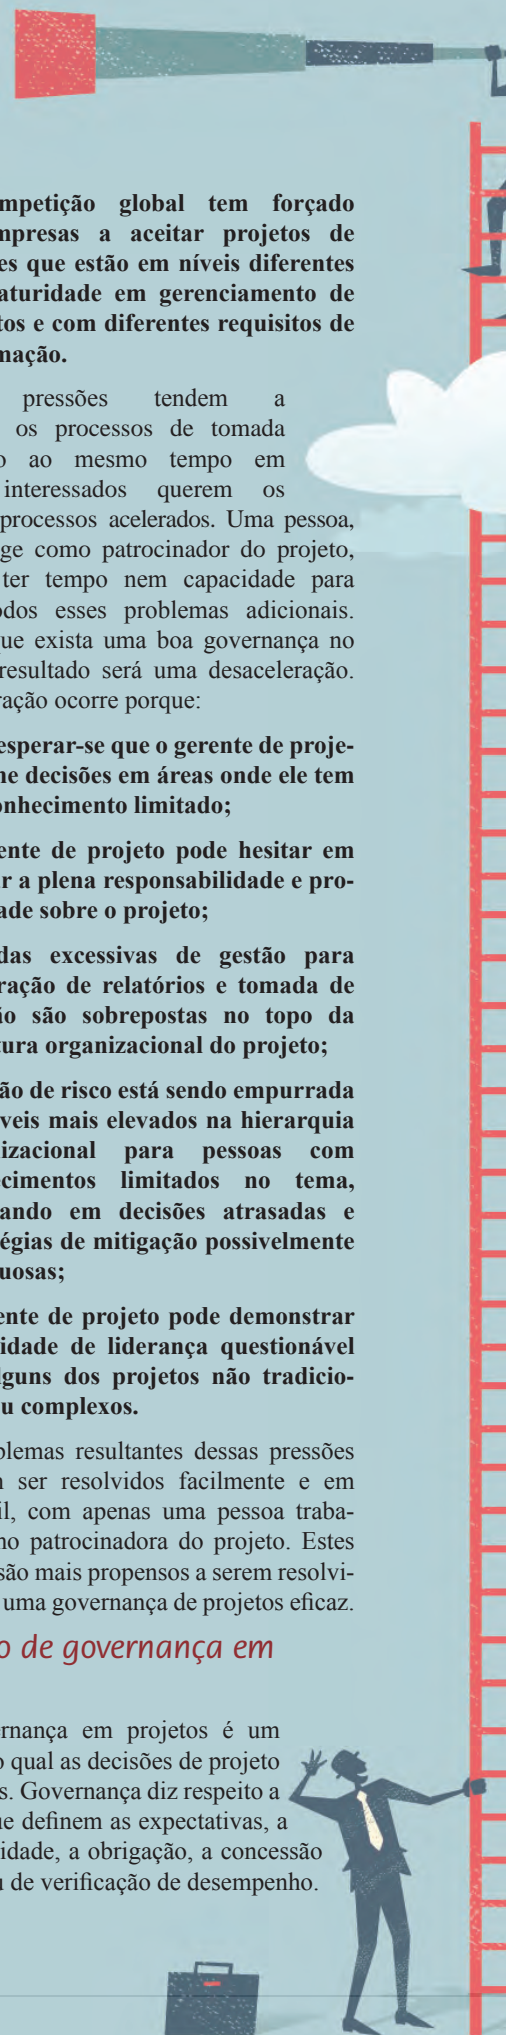 mpetição global tem forçado
mpresas a aceitar projetos de
es que estão em níveis diferentes
aturidade em gerenciamento de
tos e com diferentes requisitos de
mação.
pressões tendem a
os processos de tomada
o ao mesmo tempo em
interessados querem os
processos acelerados. Uma pessoa,
ge como patrocinador do projeto,
ter tempo nem capacidade para
odos esses problemas adicionais.
que exista uma boa governança no
resultado será uma desaceleração.
ração ocorre porque:
esperar-se que o gerente de proje-
ne decisões em áreas onde ele tem
onhecimento limitado;
ente de projeto pode hesitar em
r a plena responsabilidade e pro-
ade sobre o projeto;
das excessivas de gestão para
ração de relatórios e tomada de
ão são sobrepostas no topo da
tura organizacional do projeto;
ão de risco está sendo empurrada
veis mais elevados na hierarquia
izacional para pessoas com
ecimentos limitados no tema,
ando em decisões atrasadas e
égias de mitigação possivelmente
uosas;
ente de projeto pode demonstrar
idade de liderança questionável
lguns dos projetos não tradicio-
u complexos.
blemas resultantes dessas pressões
n ser resolvidos facilmente e em
il, com apenas uma pessoa traba-
no patrocinadora do projeto. Estes
são mais propensos a serem resolvi-
uma governança de projetos eficaz.
o de governança em
ernança em projetos é um
o qual as decisões de projeto
s. Governança diz respeito a
ue definem as expectativas, a
idade, a obrigação, a concessão
u de verificação de desempenho.